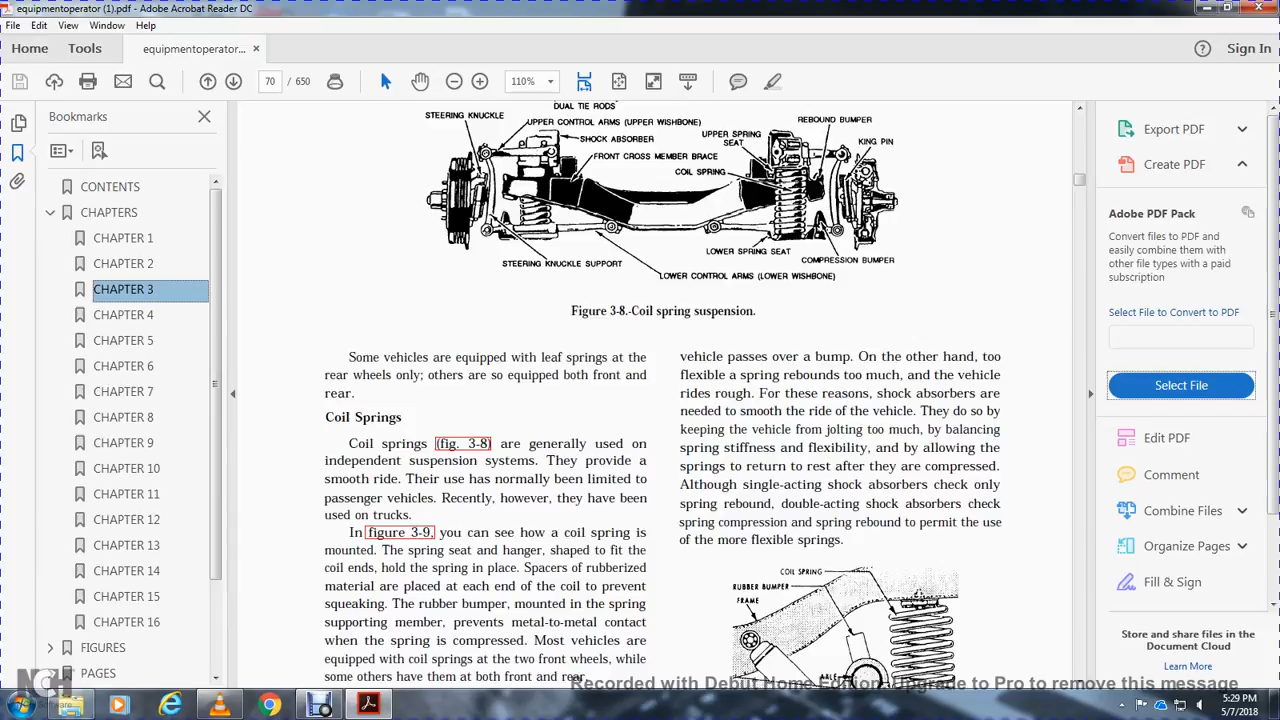 equipmentoperator (1).pdf - Adobe Acrobat Reader DC
File Edit View Window Help
Home Tools equipmentoperator... × Sign In
70 / 650 110%
Bookmarks
CONTENTS
CHAPTERS
CHAPTER 1
CHAPTER 2
CHAPTER 3
CHAPTER 4
CHAPTER 5
CHAPTER 6
CHAPTER 7
CHAPTER 8
CHAPTER 9
CHAPTER 10
CHAPTER 11
CHAPTER 12
CHAPTER 13
CHAPTER 14
CHAPTER 15
CHAPTER 16
FIGURES
PAGES
DUAL TIE RODS
STEERING KNUCKLE
UPPER CONTROL ARMS (UPPER WISHBONE)
REBOUND BUMPER
SHOCK ABSORBER
UPPER SPRING
SEAT
KING PIN
FRONT CROSS MEMBER BRACE
COIL SPRING
LOWER SPRING SEAT
COMPRESSION BUMPER
STEERING KNUCKLE SUPPORT
LOWER CONTROL ARMS (LOWER WISHBONE)
Figure 3-8.-Coil spring suspension.
Some vehicles are equipped with leaf springs at the
rear wheels only; others are so equipped both front and
rear.
Coil Springs
Coil springs (fig. 3-8) are generally used on
independent suspension systems. They provide a
smooth ride. Their use has normally been limited to
passenger vehicles. Recently, however, they have been
used on trucks.
In figure 3-9, you can see how a coil spring is
mounted. The spring seat and hanger, shaped to fit the
coil ends, hold the spring in place. Spacers of rubberized
material are placed at each end of the coil to prevent
squeaking. The rubber bumper, mounted in the spring
supporting member, prevents metal-to-metal contact
when the spring is compressed. Most vehicles are
equipped with coil springs at the two front wheels, while
some others have them at both front and rear.
vehicle passes over a bump. On the other hand, too
flexible a spring rebounds too much, and the vehicle
rides rough. For these reasons, shock absorbers are
needed to smooth the ride of the vehicle. They do so by
keeping the vehicle from jolting too much, by balancing
spring stiffness and flexibility, and by allowing the
springs to return to rest after they are compressed.
Although single-acting shock absorbers check only
spring rebound, double-acting shock absorbers check
spring compression and spring rebound to permit the use
of the more flexible springs.
COIL SPRING
RUBBER BUMPER
FRAME
AXLE
Export PDF
Create PDF
Adobe PDF Pack
Convert files to PDF and
easily combine them with
other file types with a paid
subscription
Select File to Convert to PDF
Select File
Edit PDF
Comment
Combine Files
Organize Pages
Fill & Sign
Store and share files in the
Document Cloud
Learn More
NCH
Software
Recorded with Debut Home Edition. Upgrade to Pro to remove this message
5:29 PM
5/7/2018